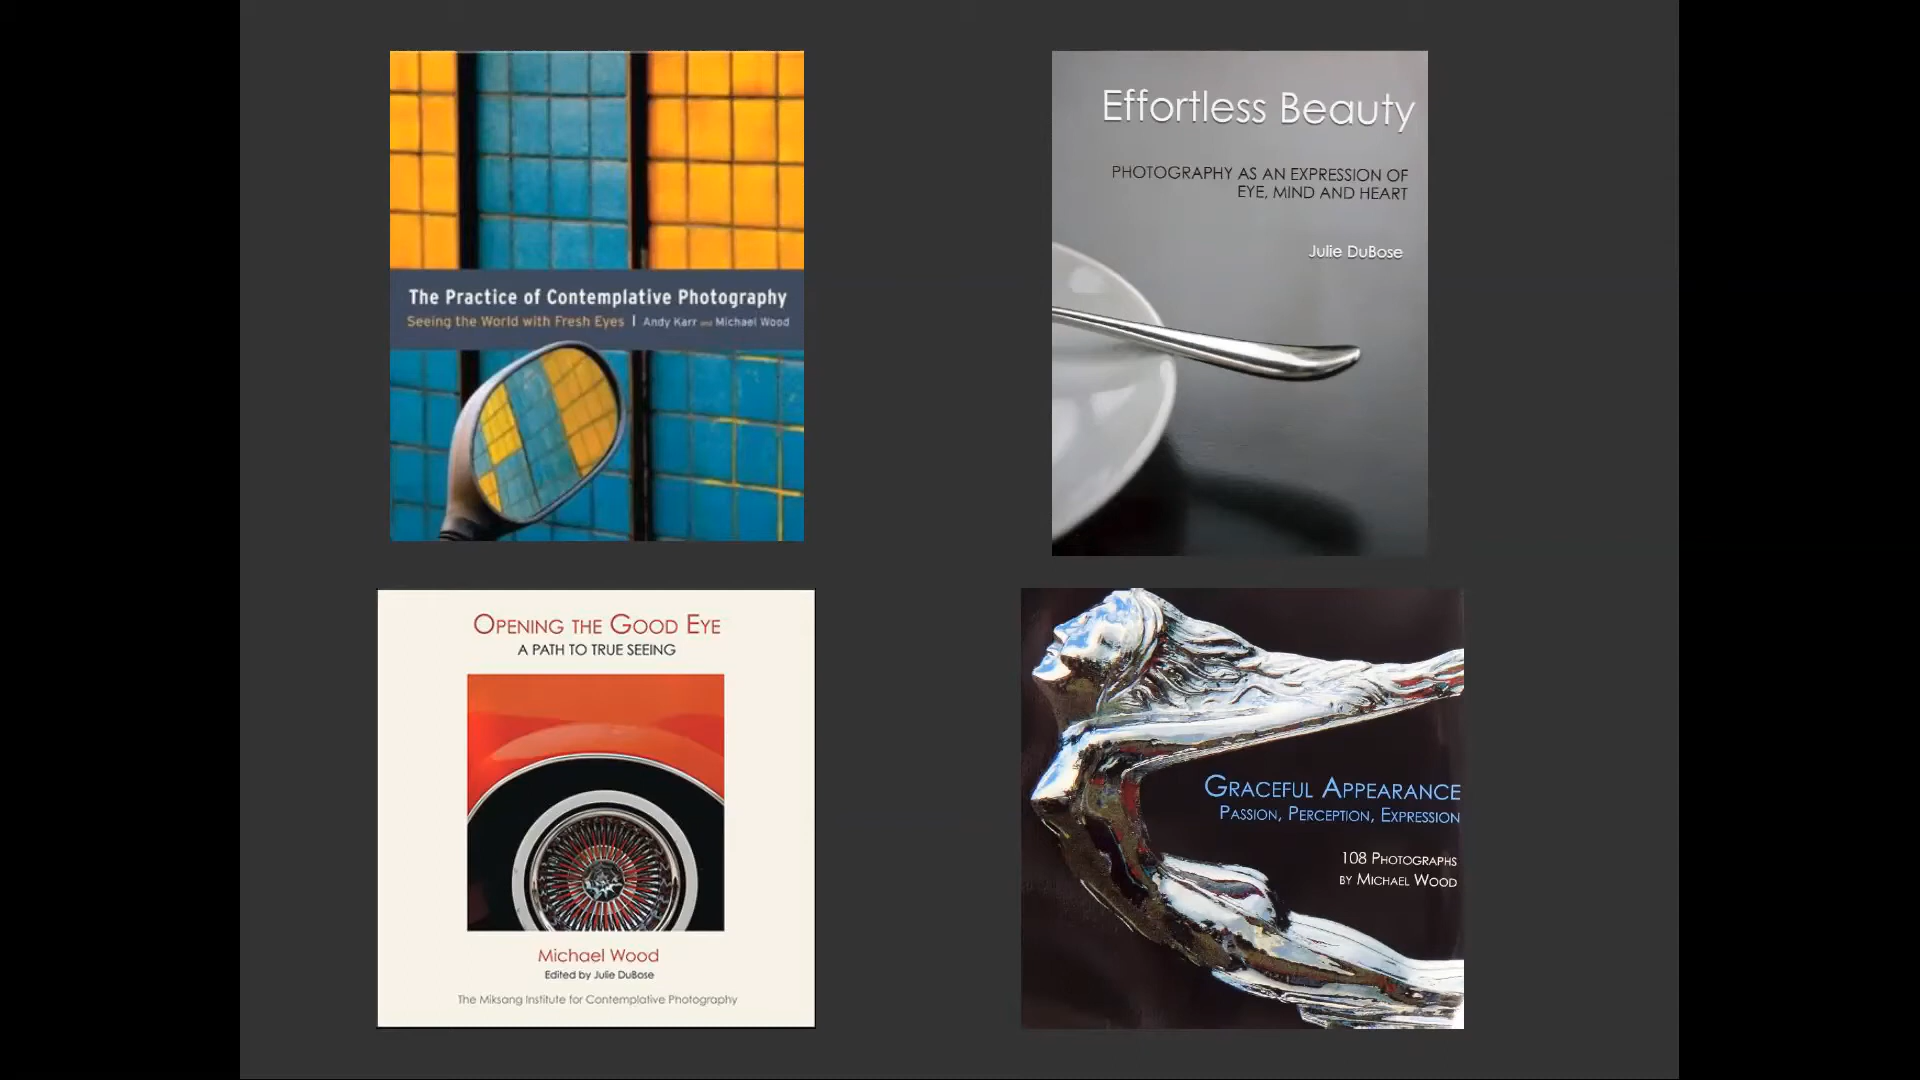 The Practice of Contemplative Photography
Seeing the World with Fresh Eyes | Andy Karr and Michael Wood
Effortless Beauty
PHOTOGRAPHY AS AN EXPRESSION OF
EYE, MIND AND HEART
Julie DuBose
OPENING THE GOOD EYE
A PATH TO TRUE SEEING
Michael Wood
Edited by Julie DuBose
The Miksang Institute for Contemplative Photography
GRACEFUL APPEARANCE
PASSION, PERCEPTION, EXPRESSION
108 PHOTOGRAPHS
BY MICHAEL WOOD